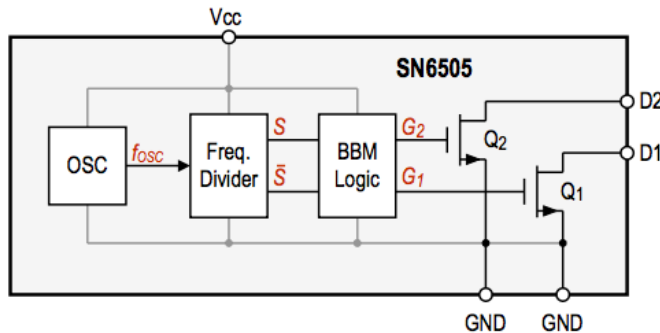 Vcc
SN6505
D2
OSC
fOSC
Freq.
Divider
S
S̄
BBM
Logic
G2
G1
Q2
D1
Q1
GND
GND